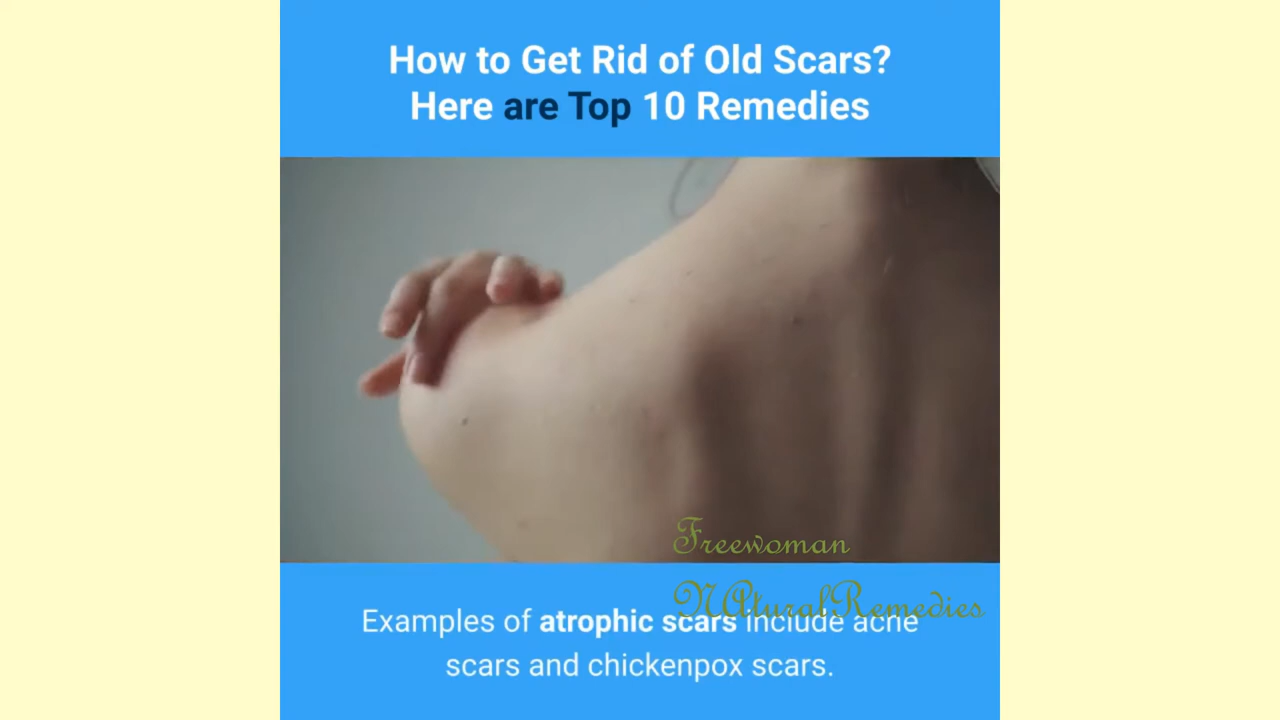 How to Get Rid of Old Scars?
Here are Top 10 Remedies
Freewoman
NAturalRemedies
Examples of atrophic scars include acne
scars and chickenpox scars.